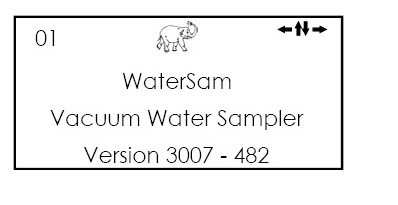 01
WaterSam
Vacuum Water Sampler
Version 3007 - 482